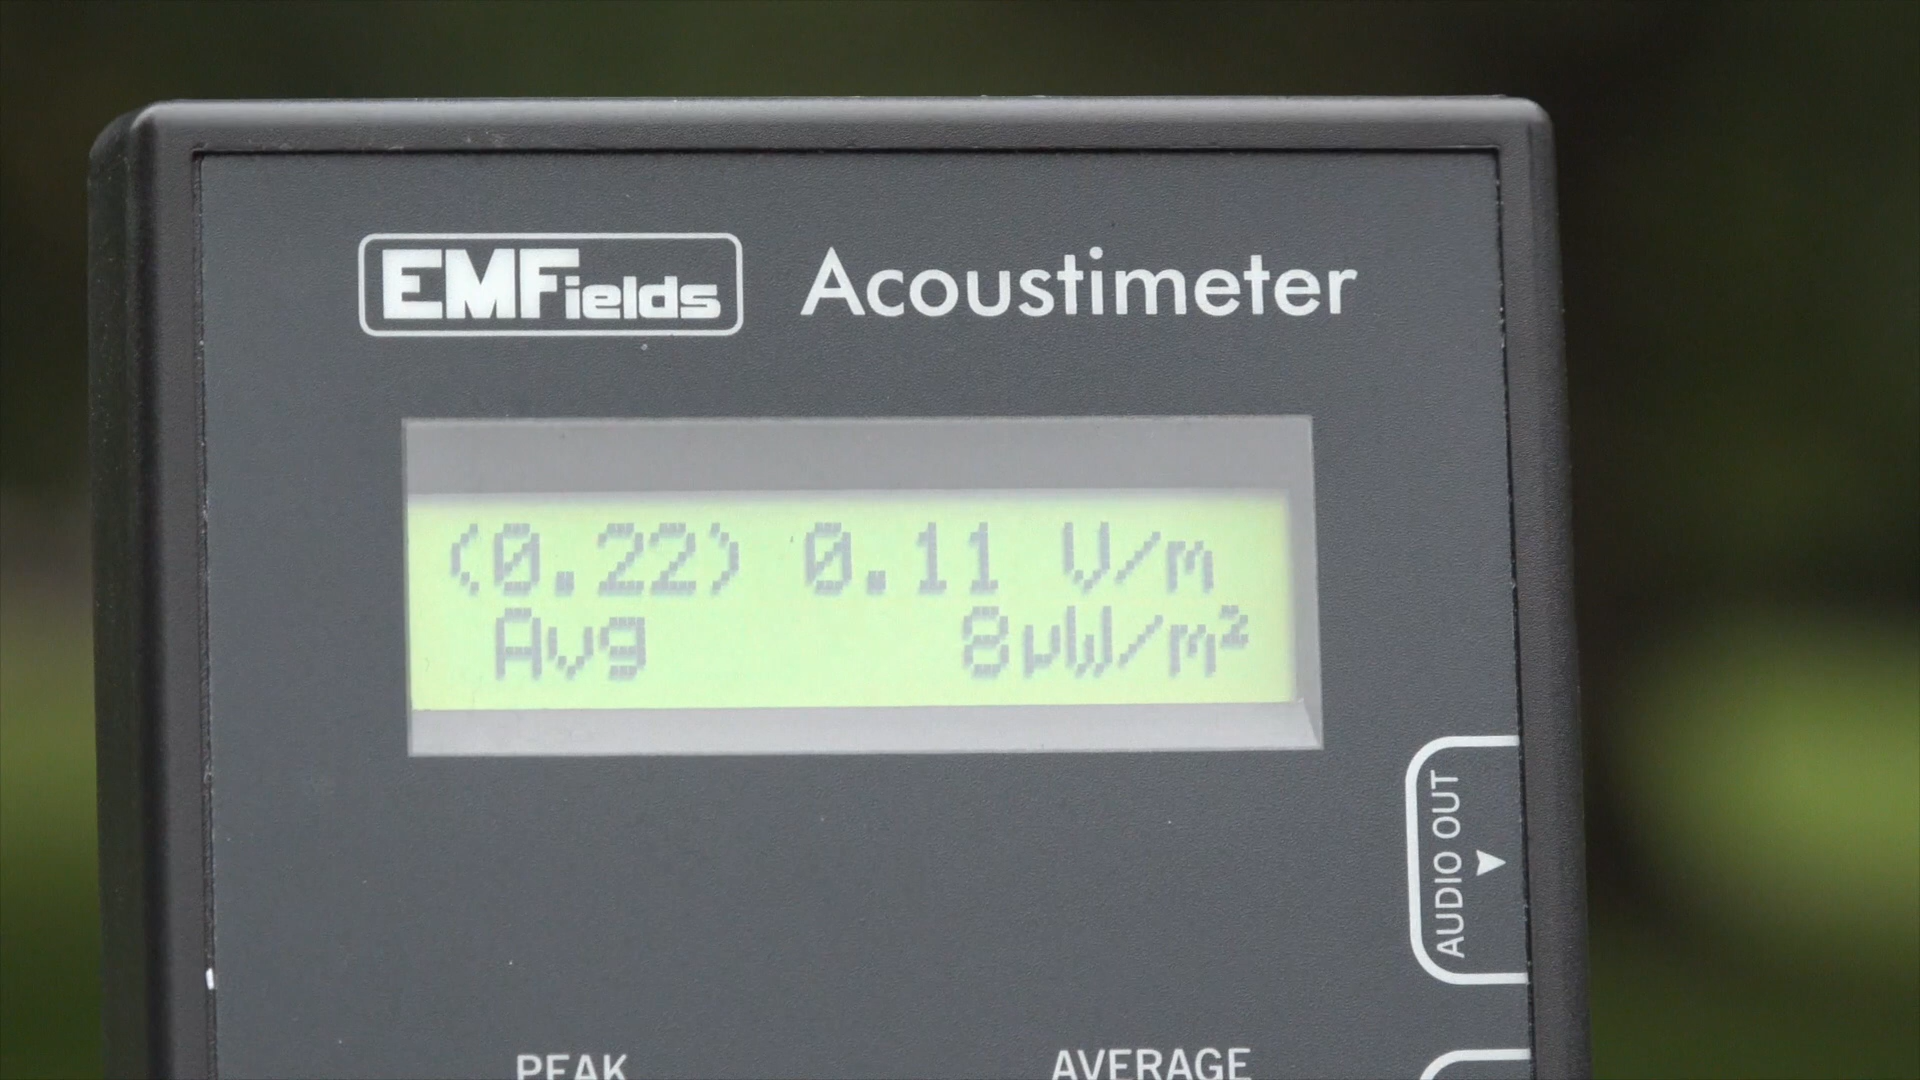 EMFields Acoustimeter
(0.22) 0.11 V/m
Avg 8µW/m²
AUDIO OUT
PEAK AVERAGE